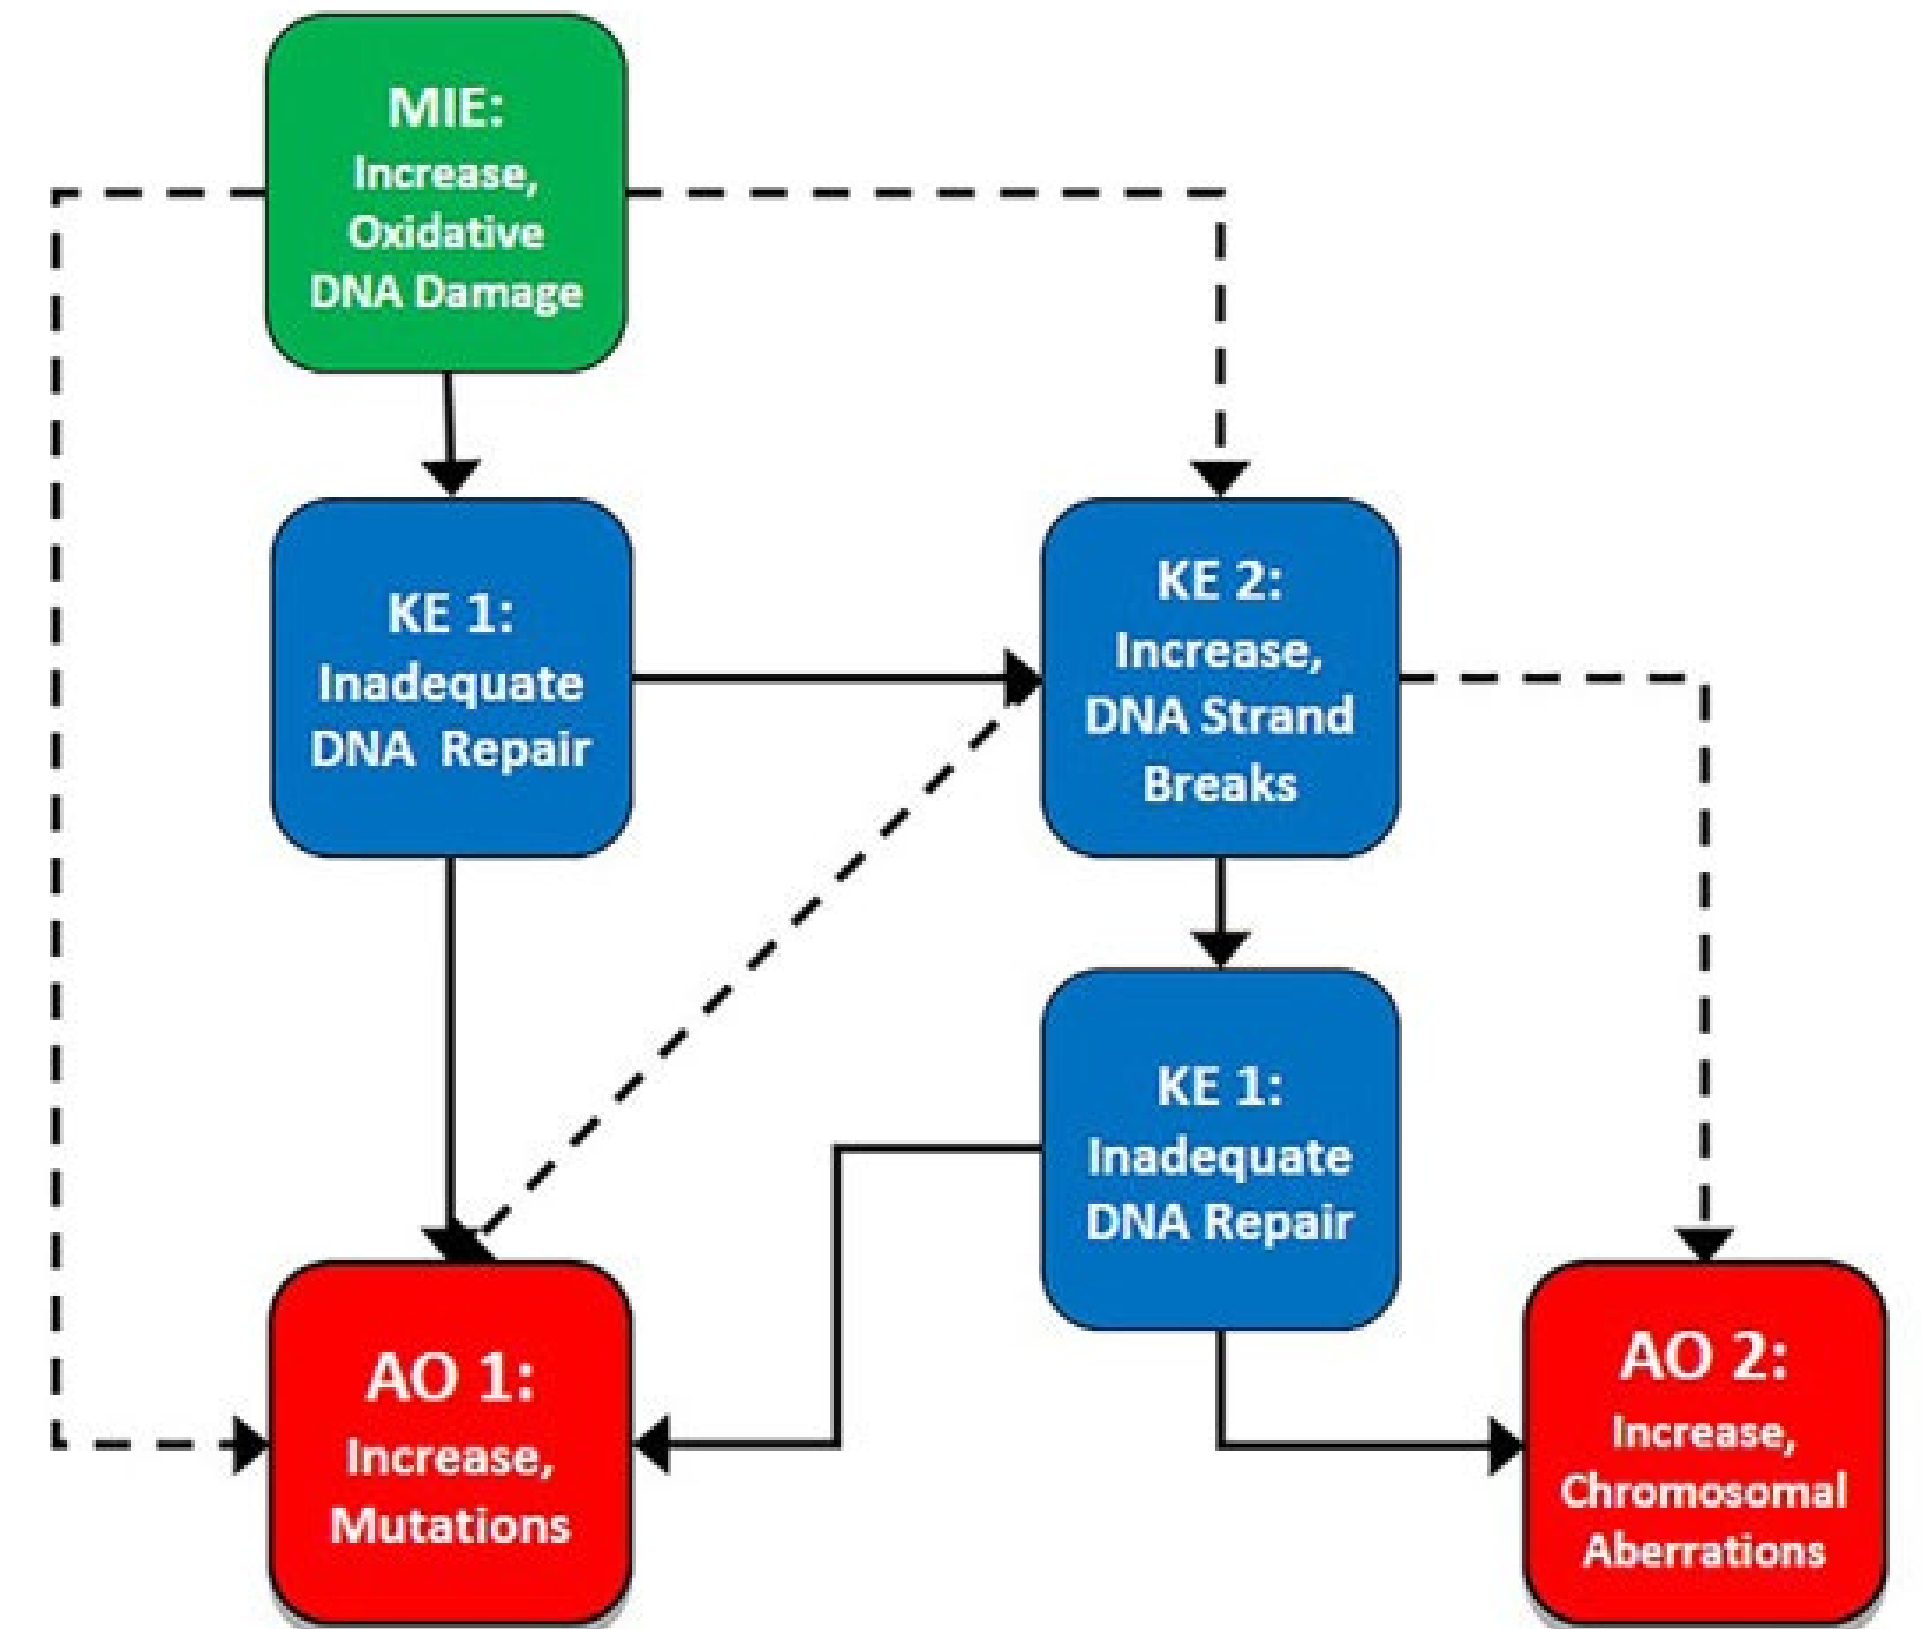 MIE:
Increase,
Oxidative
DNA Damage
KE 1:
Inadequate
DNA Repair
KE 2:
Increase,
DNA Strand
Breaks
KE 1:
Inadequate
DNA Repair
AO 1:
Increase,
Mutations
AO 2:
Increase,
Chromosomal
Aberrations